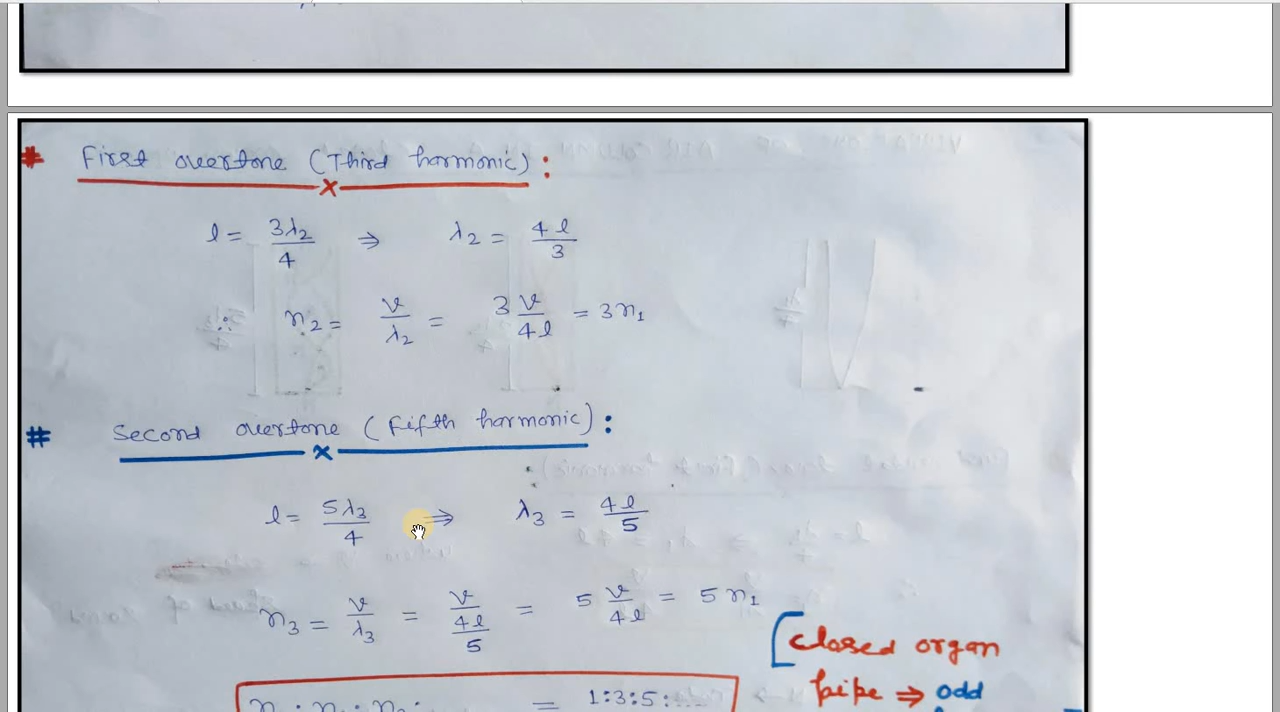 # First overtone (Third harmonic) :
l = 3λ2/4 ⇒ λ2 = 4l/3
∴ n2 = v/λ2 = 3 v/4l = 3n1
# Second overtone (Fifth harmonic) :
l = 5λ3/4 ⇒ λ3 = 4l/5
n3 = v/λ3 = v/(4l/5) = 5 v/4l = 5n1
[closed organ
pipe ⇒ odd
= 1:3:5:....